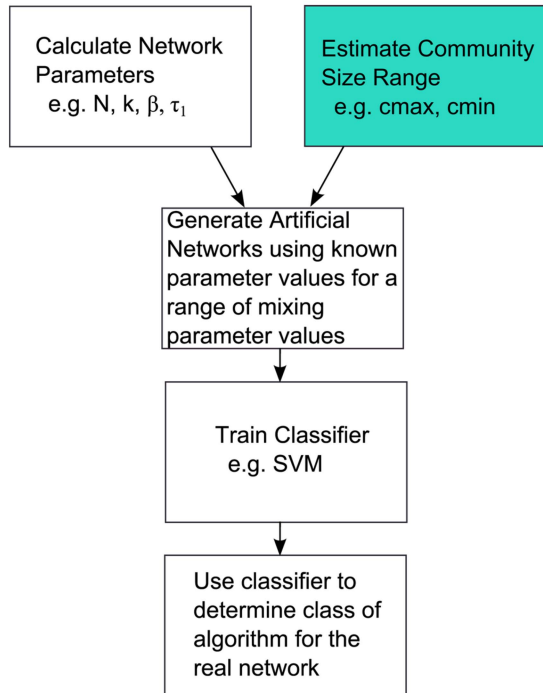 Calculate Network
Parameters
e.g. N, k, β, τ₁
Estimate Community
Size Range
e.g. cmax, cmin
Generate Artificial
Networks using known
parameter values for a
range of mixing
parameter values
Train Classifier
e.g. SVM
Use classifier to
determine class of
algorithm for the
real network